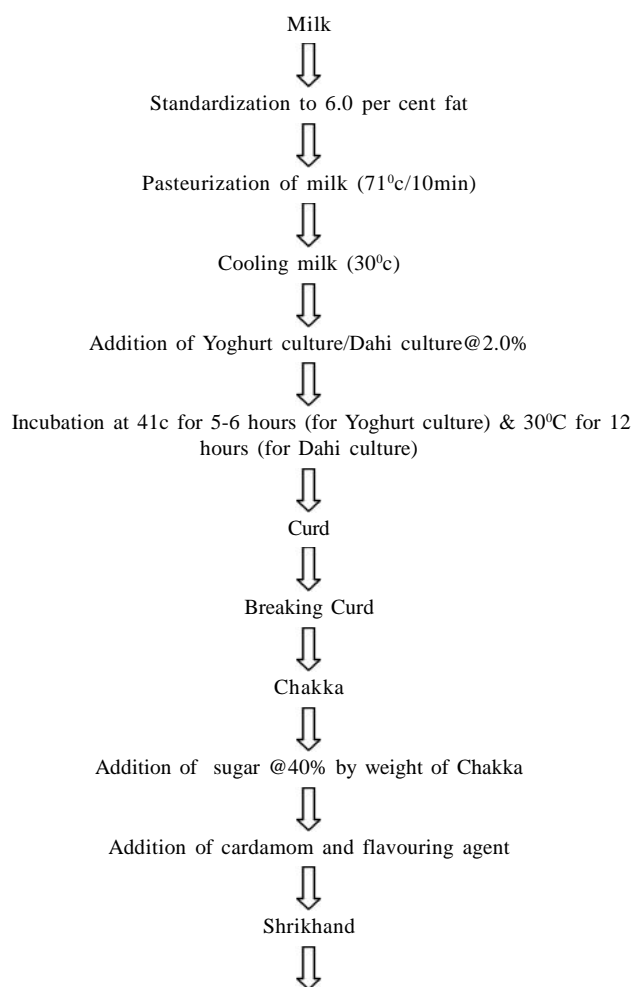 Milk
Standardization to 6.0 per cent fat
Pasteurization of milk (71⁰c/10min)
Cooling milk (30⁰c)
Addition of Yoghurt culture/Dahi culture@2.0%
Incubation at 41c for 5-6 hours (for Yoghurt culture) & 30⁰C for 12
hours (for Dahi culture)
Curd
Breaking Curd
Chakka
Addition of sugar @40% by weight of Chakka
Addition of cardamom and flavouring agent
Shrikhand